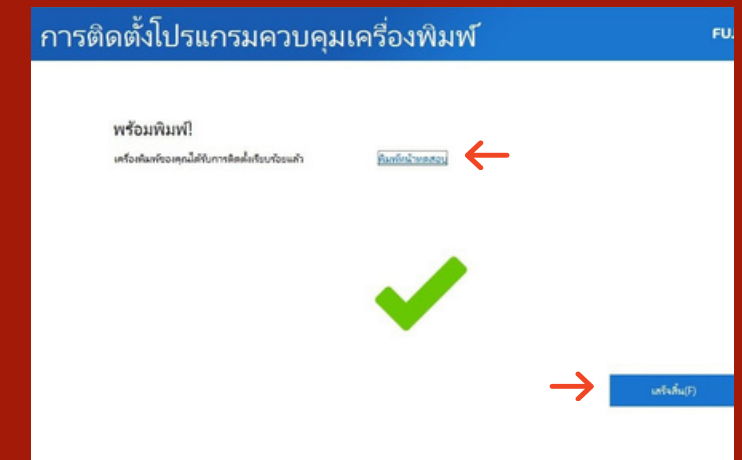 การติดตั้งโปรแกรมควบคุมเครื่องพิมพ์
FUJ
พร้อมพิมพ์!
เครื่องพิมพ์ของคุณได้รับการติดตั้งเรียบร้อยแล้ว
พิมพ์หน้าทดสอบ
เสร็จสิ้น(F)